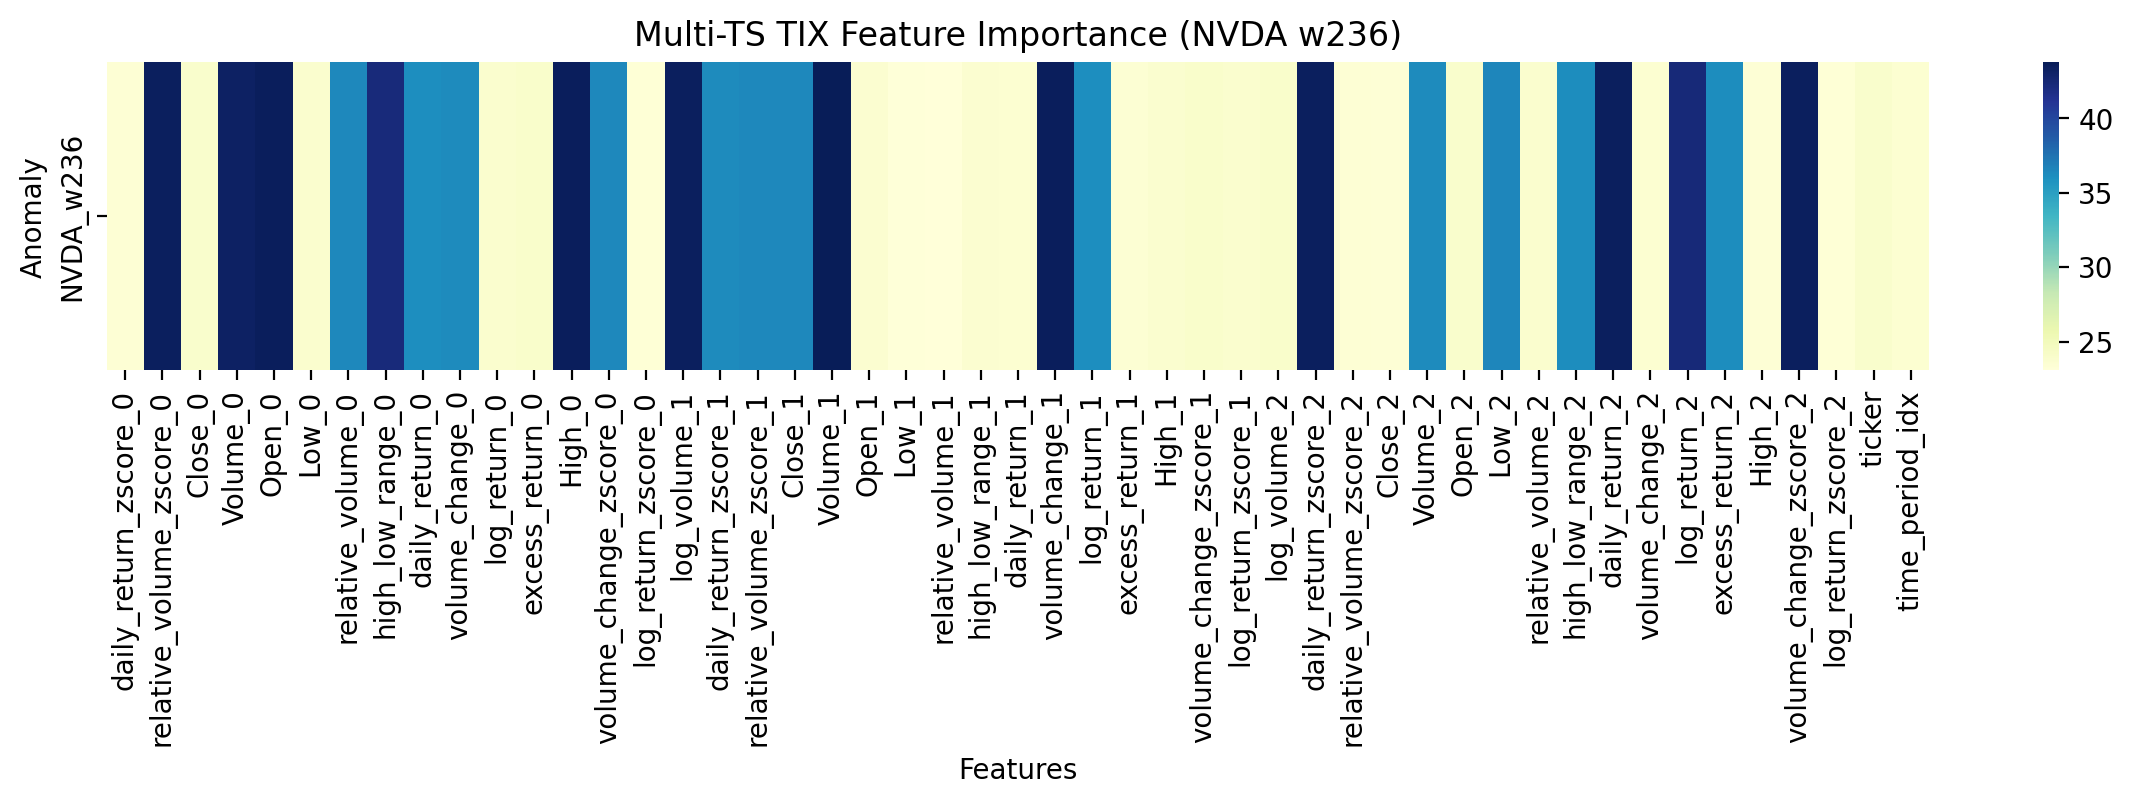 Multi-TS TIX Feature Importance (NVDA w236)
Anomaly
NVDA_w236
40
35
30
25
daily_return_zscore_0
relative_volume_zscore_0
Close_0
Volume_0
Open_0
Low_0
relative_volume_0
high_low_range_0
daily_return_0
volume_change_0
log_return_0
excess_return_0
High_0
volume_change_zscore_0
log_return_zscore_0
log_volume_1
daily_return_zscore_1
relative_volume_zscore_1
Close_1
Volume_1
Open_1
Low_1
relative_volume_1
high_low_range_1
daily_return_1
volume_change_1
log_return_1
excess_return_1
High_1
volume_change_zscore_1
log_return_zscore_1
log_volume_2
daily_return_zscore_2
relative_volume_zscore_2
Close_2
Volume_2
Open_2
Low_2
relative_volume_2
high_low_range_2
daily_return_2
volume_change_2
log_return_2
excess_return_2
High_2
volume_change_zscore_2
log_return_zscore_2
ticker
time_period_idx
Features